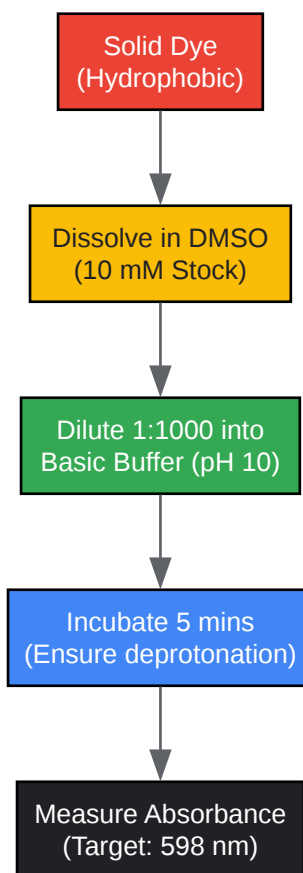 Solid Dye
(Hydrophobic)
Dissolve in DMSO
(10 mM Stock)
Dilute 1:1000 into
Basic Buffer (pH 10)
Incubate 5 mins
(Ensure deprotonation)
Measure Absorbance
(Target: 598 nm)